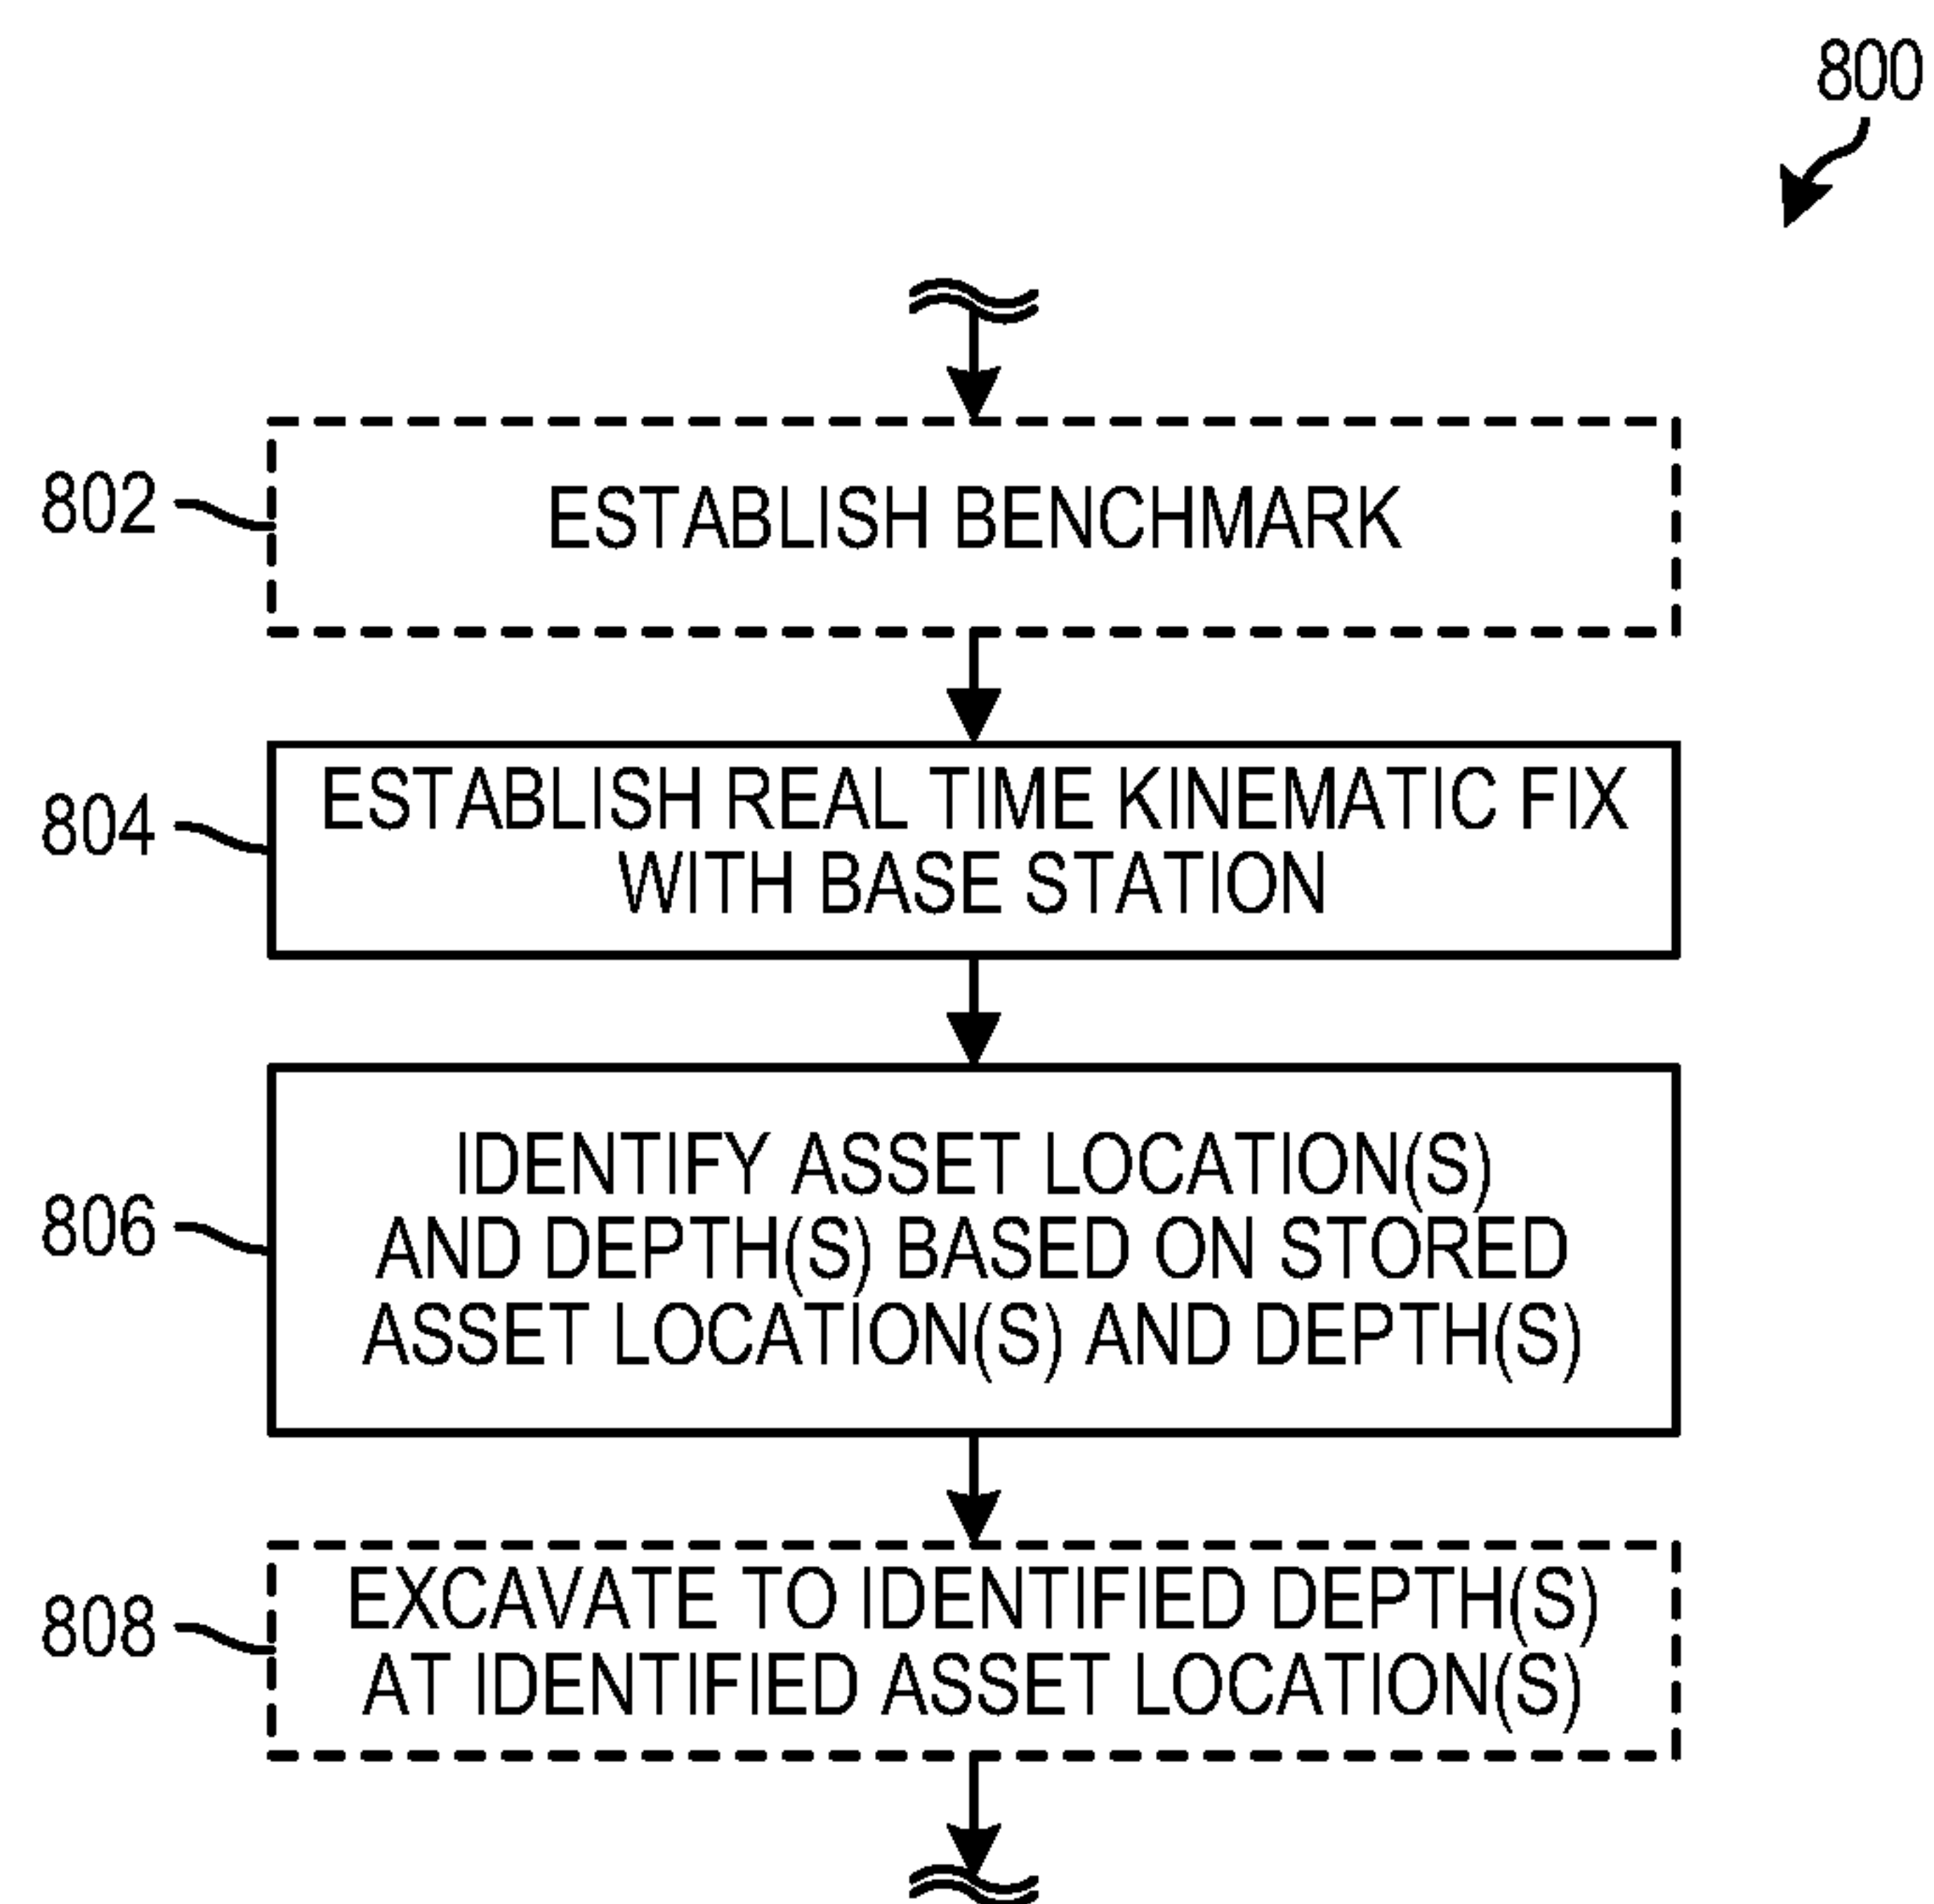 800
802
ESTABLISH BENCHMARK
804
ESTABLISH REAL TIME KINEMATIC FIX
WITH BASE STATION
806
IDENTIFY ASSET LOCATION(S)
AND DEPTH(S) BASED ON STORED
ASSET LOCATION(S) AND DEPTH(S)
808
EXCAVATE TO IDENTIFIED DEPTH(S)
AT IDENTIFIED ASSET LOCATION(S)